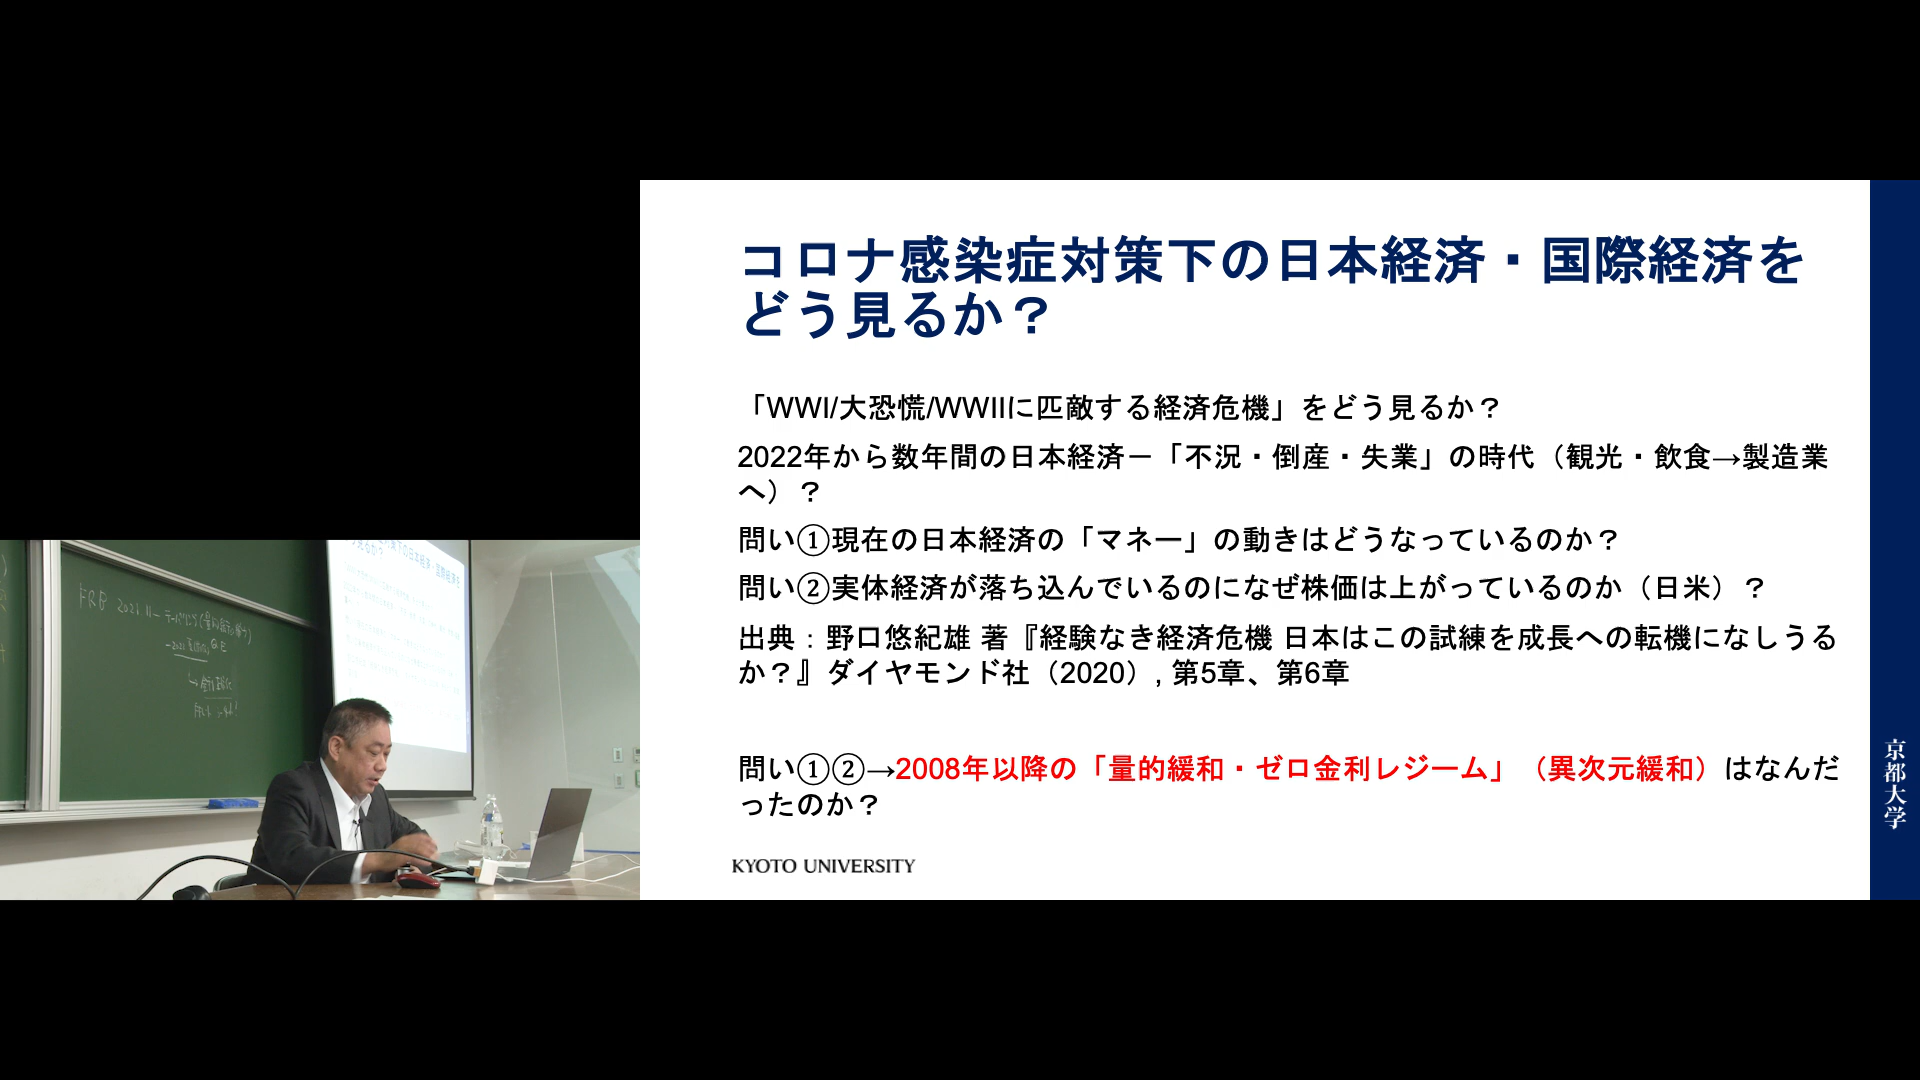 コロナ感染症対策下の日本経済・国際経済を
どう見るか？
「WWI/大恐慌/WWIIに匹敵する経済危機」をどう見るか？
2022年から数年間の日本経済－「不況・倒産・失業」の時代（観光・飲食→製造業
へ）？
問い①現在の日本経済の「マネー」の動きはどうなっているのか？
問い②実体経済が落ち込んでいるのになぜ株価は上がっているのか（日米）？
出典：野口悠紀雄 著『経験なき経済危機 日本はこの試練を成長への転機になしうる
か？』ダイヤモンド社（2020）, 第5章、第6章
問い①②→2008年以降の「量的緩和・ゼロ金利レジーム」（異次元緩和）はなんだ
ったのか？
KYOTO UNIVERSITY
京都大学
FRB 2021 11ー テーパリング
QE